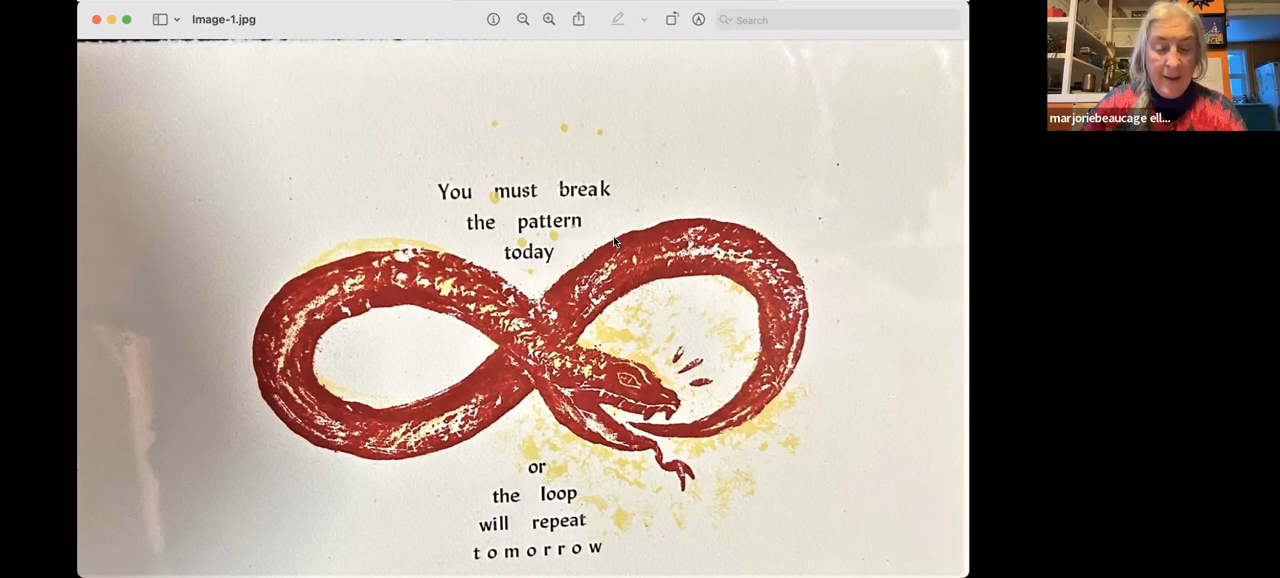 Image-1.jpg
Search
marjoriebeaucage ell...
You must break
the pattern
today
or
the loop
will repeat
tomorrow